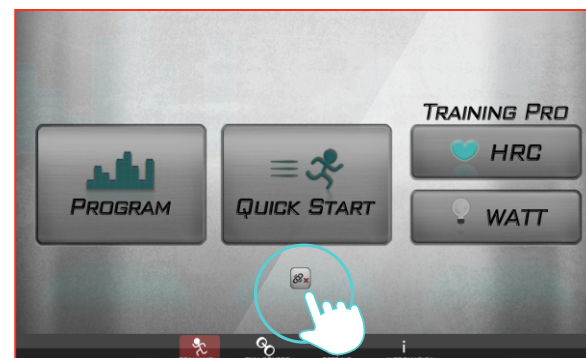 TRAINING PRO
PROGRAM
QUICK START
HRC
WATT